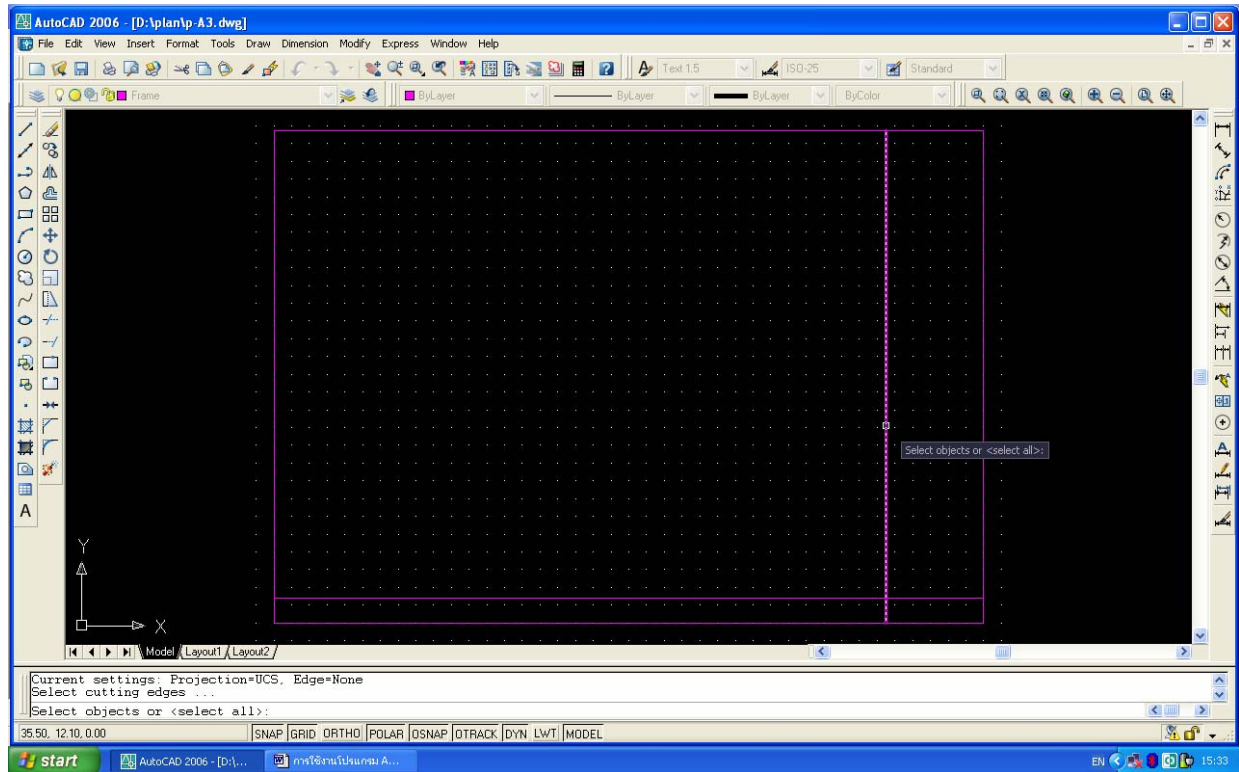 AutoCAD 2006 - [D:\plan\p-A3.dwg]
File Edit View Insert Format Tools Draw Dimension Modify Express Window Help
Text 1.5 ISO-25 Standard
Frame ByLayer ByLayer ByLayer ByColor
Select objects or <select all>:
Y
X
Model Layout1 Layout2
Current settings: Projection=UCS, Edge=None
Select cutting edges ...
Select objects or <select all>:
35.50, 12.10, 0.00 SNAP GRID ORTHO POLAR OSNAP OTRACK DYN LWT MODEL
start AutoCAD 2006 - [D:\... การใช้งานโปรแกรม A... EN 15:33